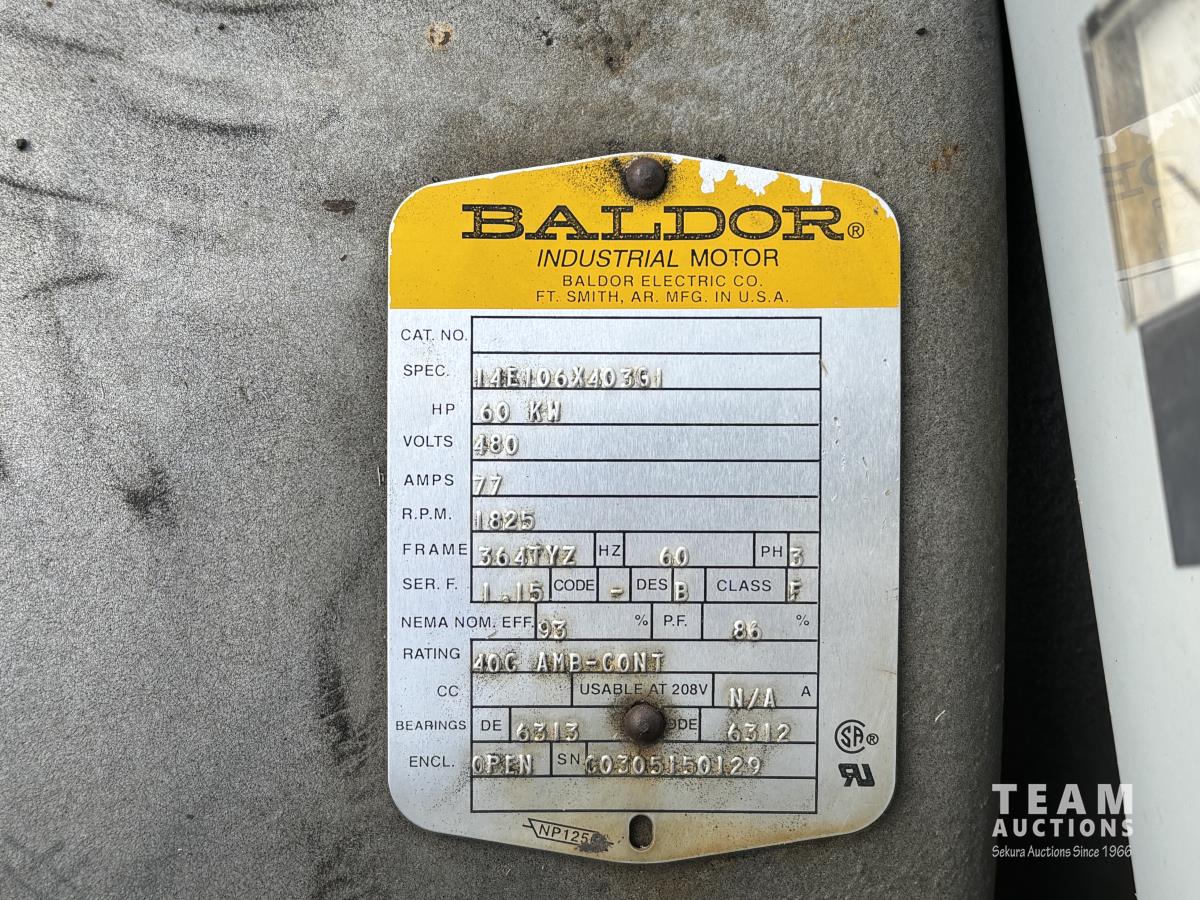 BALDOR®
INDUSTRIAL MOTOR
BALDOR ELECTRIC CO.
FT. SMITH, AR. MFG. IN U.S.A.
CAT. NO.
SPEC. 14E106X403G1
HP 60 KW
VOLTS 480
AMPS 77
R.P.M. 1825
FRAME 364TYZ HZ 60 PH 3
SER. F. 1.15 CODE - DES B CLASS F
NEMA NOM. EFF. 93 % P.F. 86 %
RATING 40C AMB-CONT
CC USABLE AT 208V N/A A
BEARINGS DE 6313 ODE 6312
ENCL. OPEN SN C0305150129
SA®
TEAM
AUCTIONS
Sekura Auctions Since 1966